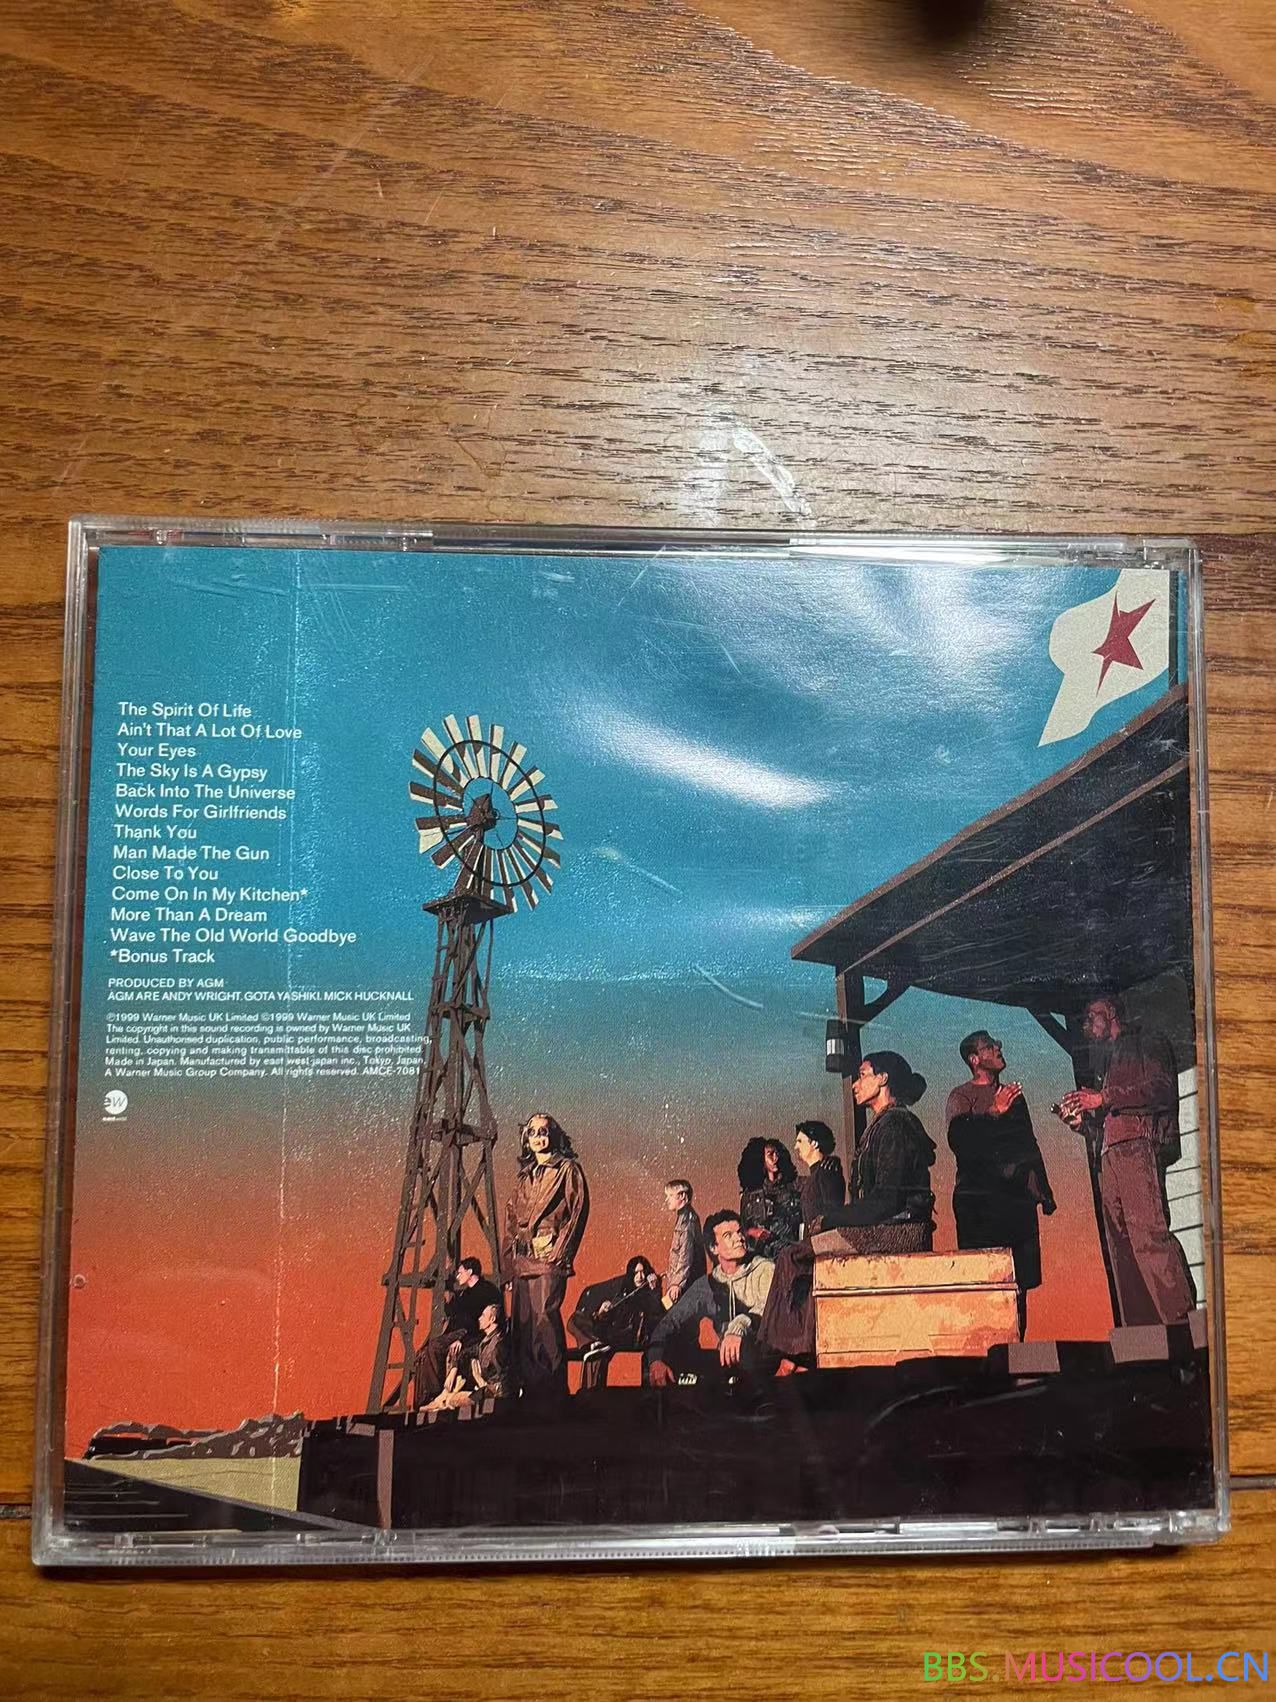 The Spirit Of Life
Ain't That A Lot Of Love
Your Eyes
The Sky Is A Gypsy
Back Into The Universe
Words For Girlfriends
Thank You
Man Made The Gun
Close To You
Come On In My Kitchen*
More Than A Dream
Wave The Old World Goodbye
*Bonus Track
PRODUCED BY AGM
AGM ARE ANDY WRIGHT. GOTA YASHIKI. MICK HUCKNALL
℗1999 Warner Music UK Limited ©1999 Warner Music UK Limited
The copyright in this sound recording is owned by Warner Music UK
Limited. Unauthorised duplication, public performance, broadcasting,
renting, copying and making transmittable of this disc prohibited.
Made in Japan. Manufactured by east west japan inc., Tokyo, Japan,
A Warner Music Group Company. All rights reserved. AMCE-7081
ew
BBS.MUSICOOL.CN